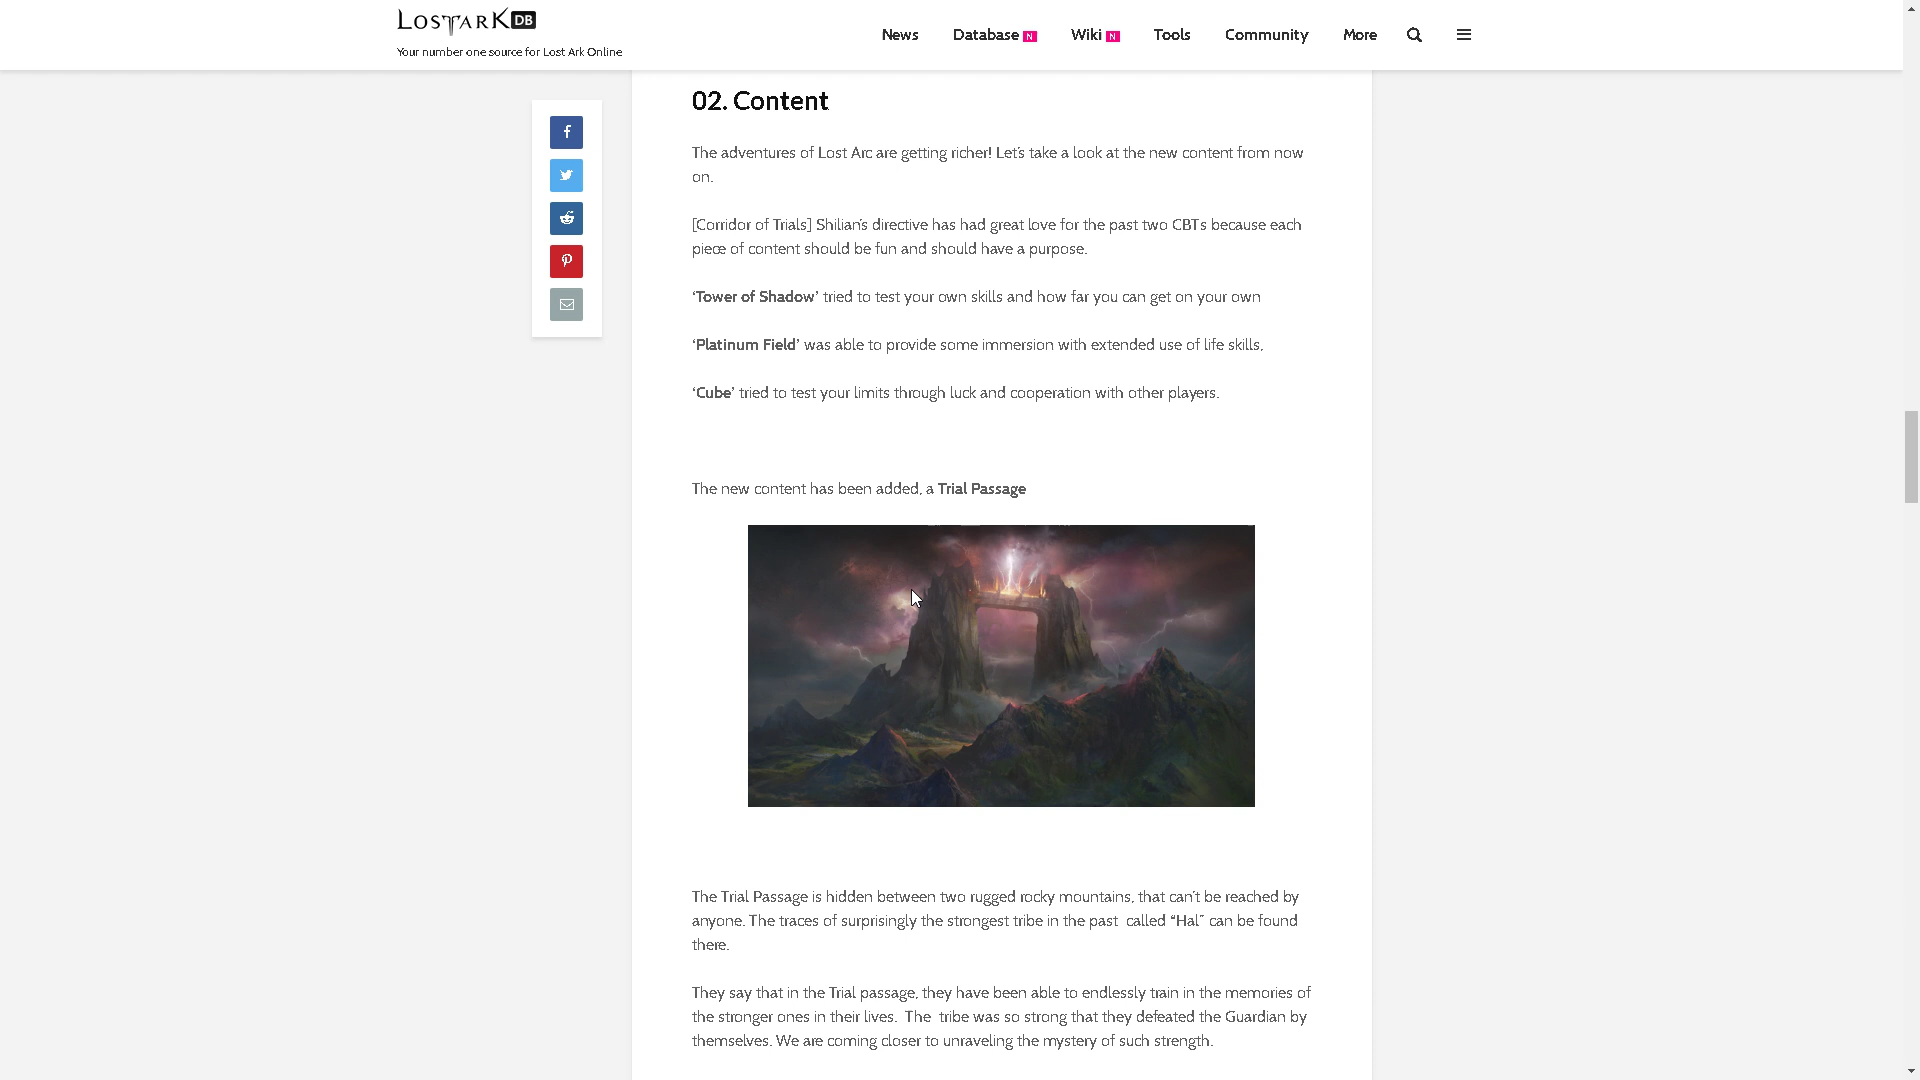 LOSTARK DB
Your number one source for Lost Ark Online
News Database N Wiki N Tools Community More
02. Content
The adventures of Lost Arc are getting richer! Let's take a look at the new content from now
on.
[Corridor of Trials] Shilian's directive has had great love for the past two CBTs because each
piece of content should be fun and should have a purpose.
‘Tower of Shadow’ tried to test your own skills and how far you can get on your own
‘Platinum Field’ was able to provide some immersion with extended use of life skills,
‘Cube’ tried to test your limits through luck and cooperation with other players.
The new content has been added, a Trial Passage
The Trial Passage is hidden between two rugged rocky mountains, that can't be reached by
anyone. The traces of surprisingly the strongest tribe in the past  called “Hal” can be found
there.
They say that in the Trial passage, they have been able to endlessly train in the memories of
the stronger ones in their lives.  The  tribe was so strong that they defeated the Guardian by
themselves. We are coming closer to unraveling the mystery of such strength.